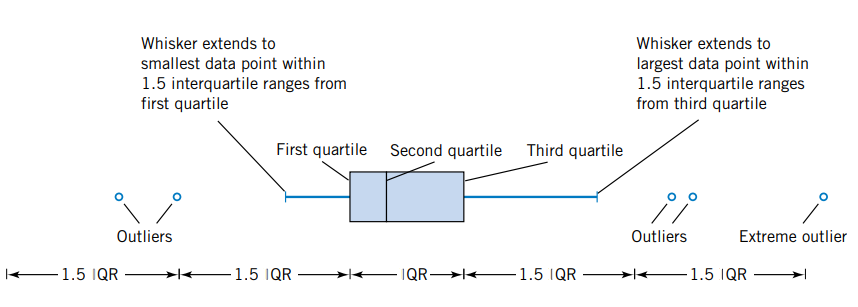 Whisker extends to
smallest data point within
1.5 interquartile ranges from
first quartile
Whisker extends to
largest data point within
1.5 interquartile ranges
from third quartile
First quartile
Second quartile
Third quartile
Outliers
Outliers
Extreme outlier
1.5 IQR
1.5 IQR
IQR
1.5 IQR
1.5 IQR